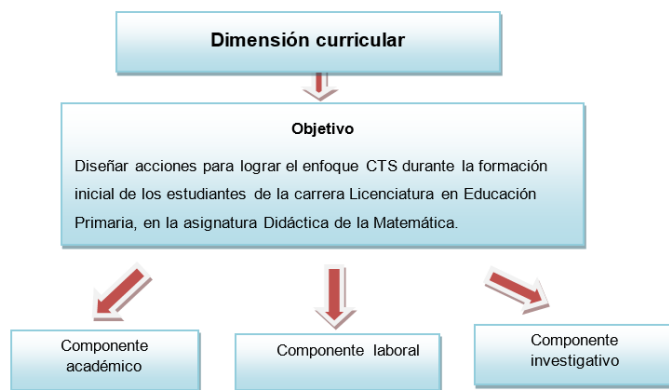 Dimensión curricular
Objetivo
Diseñar acciones para lograr el enfoque CTS durante la formación
inicial de los estudiantes de la carrera Licenciatura en Educación
Primaria, en la asignatura Didáctica de la Matemática.
Componente
académico
Componente laboral
Componente
investigativo